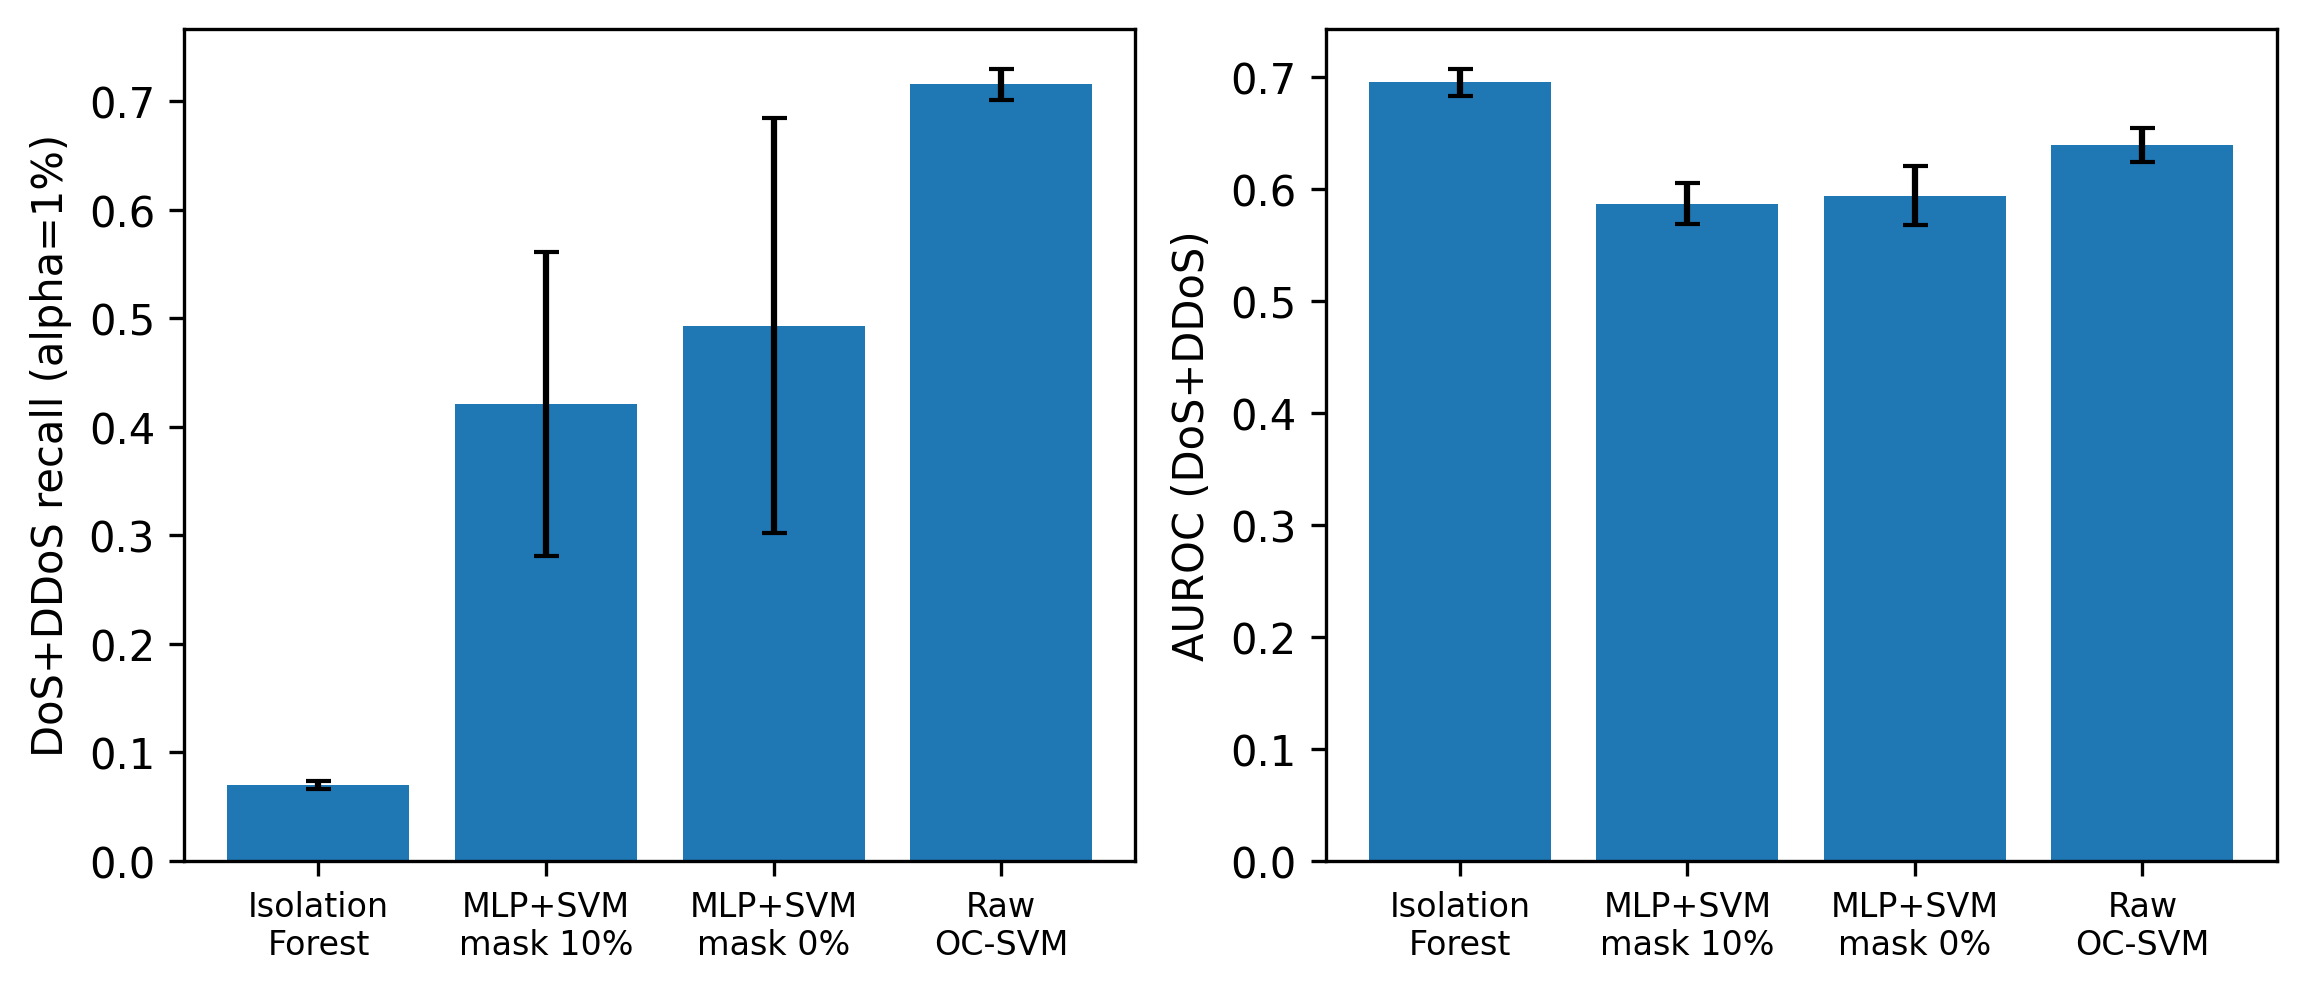 DoS+DDoS recall (alpha=1%)
0.7
0.6
0.5
0.4
0.3
0.2
0.1
0.0
Isolation
Forest
MLP+SVM
mask 10%
MLP+SVM
mask 0%
Raw
OC-SVM
AUROC (DoS+DDoS)
0.7
0.6
0.5
0.4
0.3
0.2
0.1
0.0
Isolation
Forest
MLP+SVM
mask 10%
MLP+SVM
mask 0%
Raw
OC-SVM